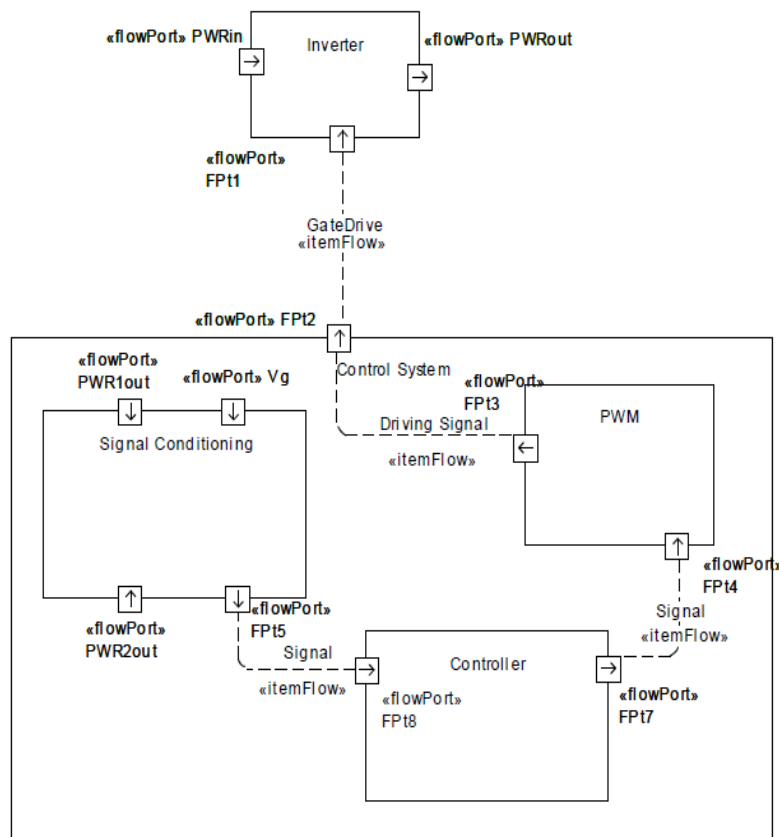 «flowPort» PWRin
Inverter
«flowPort» PWRout
«flowPort»
FPt1
GateDrive
«itemFlow»
«flowPort» FPt2
Control System
«flowPort»
PWR1out
«flowPort» Vg
Signal Conditioning
«flowPort»
FPt3
PWM
Driving Signal
«itemFlow»
«flowPort»
PWR2out
«flowPort»
FPt5
«flowPort»
FPt4
Signal
«itemFlow»
Signal
«itemFlow»
Controller
«flowPort»
FPt8
«flowPort»
FPt7